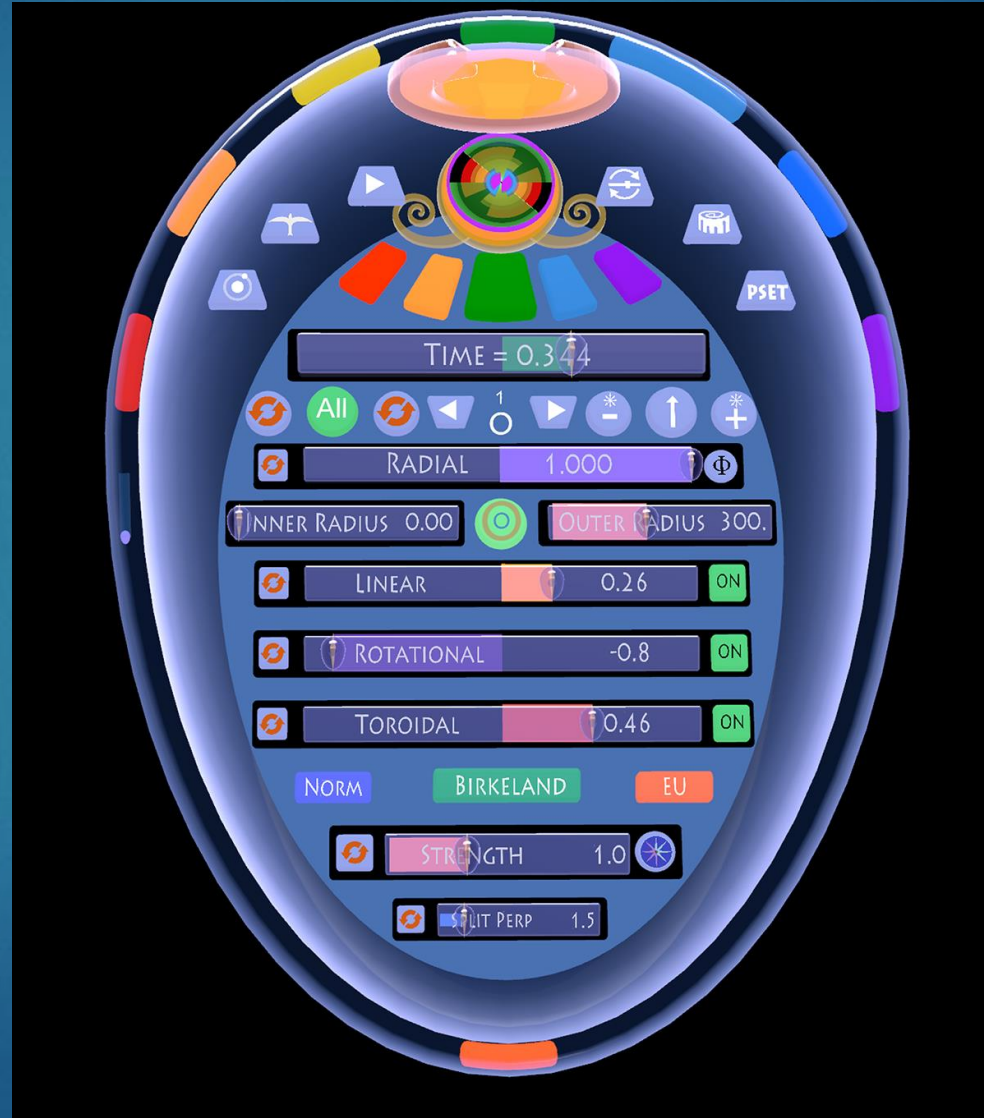 PSET
TIME = 0.344
All
1
O
-
+
RADIAL 1.000 Φ
INNER RADIUS 0.00
OUTER RADIUS 300.
LINEAR 0.26 ON
ROTATIONAL -0.8 ON
TOROIDAL 0.46 ON
NORM BIRKELAND EU
STRENGTH 1.0
SPLIT PERP 1.5